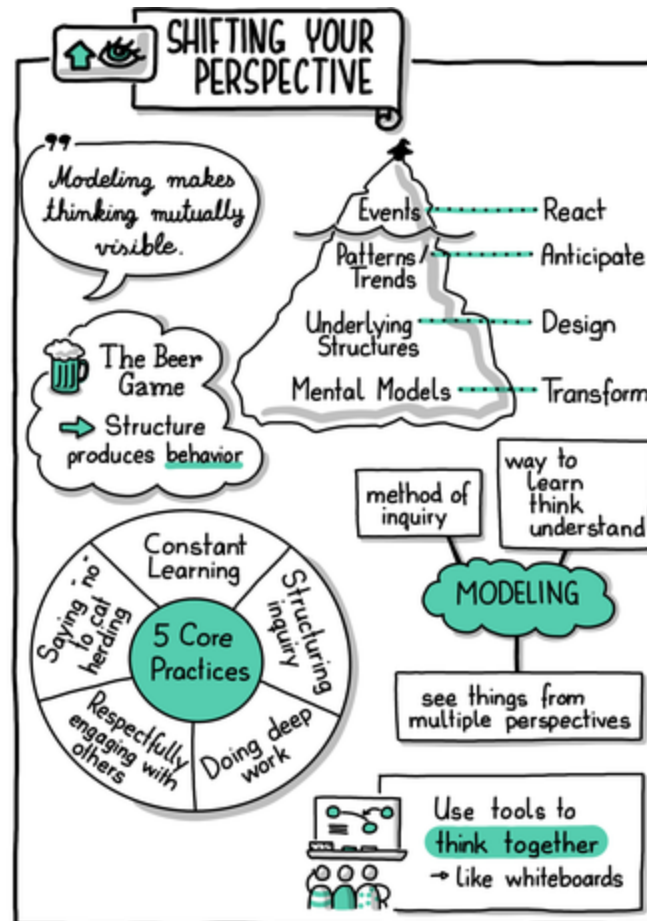 SHIFTING YOUR
PERSPECTIVE
"
Modeling makes
thinking mutually
visible.
Events
React
Patterns/
Trends
Anticipate
Underlying
Structures
Design
Mental Models
Transform
The Beer
Game
Structure
produces behavior
method of
inquiry
way to
learn
think
understand
MODELING
see things from
multiple perspectives
5 Core
Practices
Constant
Learning
Structuring
inquiry
Doing deep
work
Respectfully
engaging with
others
Saying "no"
to cat
herding
Use tools to
think together
→ like whiteboards